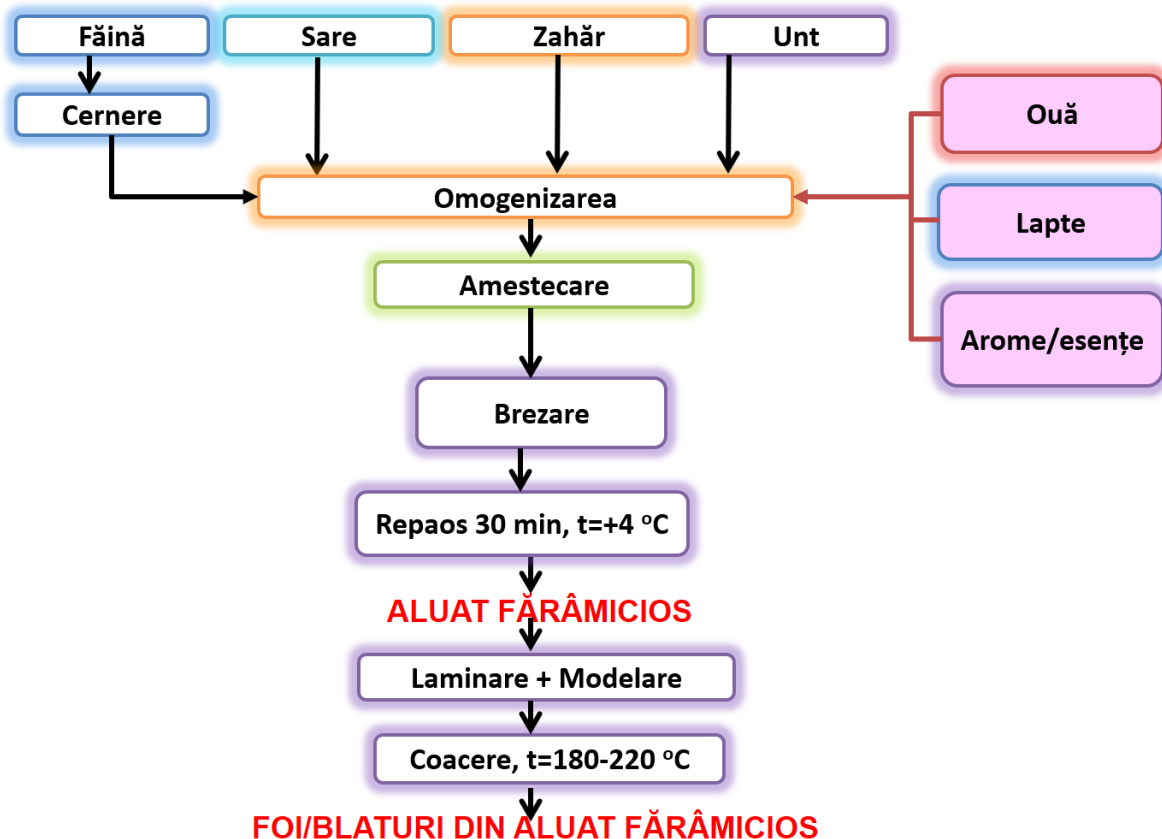 Făină
Sare
Zahăr
Unt
Cernere
Ouă
Omogenizarea
Lapte
Amestecare
Arome/esențe
Brezare
Repaos 30 min, t=+4 °C
ALUAT FĂRÂMICIOS
Laminare + Modelare
Coacere, t=180-220 °C
FOI/BLATURI DIN ALUAT FĂRÂMICIOS